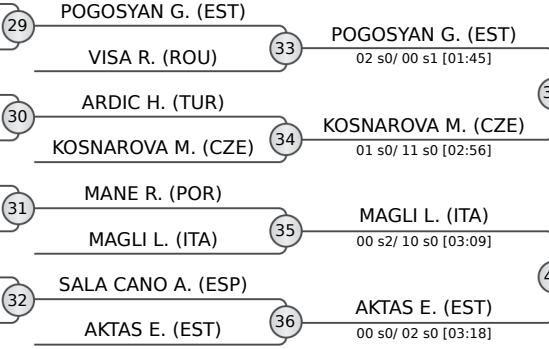 POGOSYAN G. (EST)
29
VISA R. (ROU)
33
POGOSYAN G. (EST)
02 s0/ 00 s1 [01:45]
ARDIC H. (TUR)
30
KOSNAROVA M. (CZE)
34
KOSNAROVA M. (CZE)
01 s0/ 11 s0 [02:56]
MANE R. (POR)
31
MAGLI L. (ITA)
35
MAGLI L. (ITA)
00 s2/ 10 s0 [03:09]
SALA CANO A. (ESP)
32
AKTAS E. (EST)
36
AKTAS E. (EST)
00 s0/ 02 s0 [03:18]